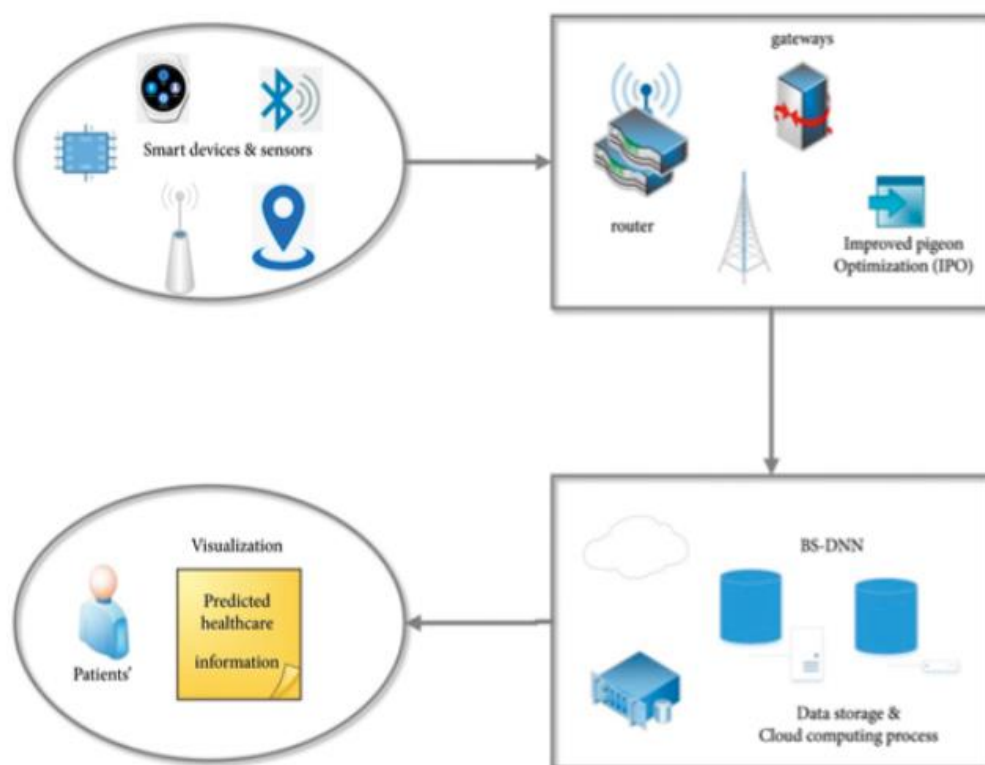 Smart devices & sensors
gateways
router
Improved pigeon
Optimization (IPO)
BS-DNN
Data storage &
Cloud computing process
Visualization
Predicted
healthcare
information
Patients'